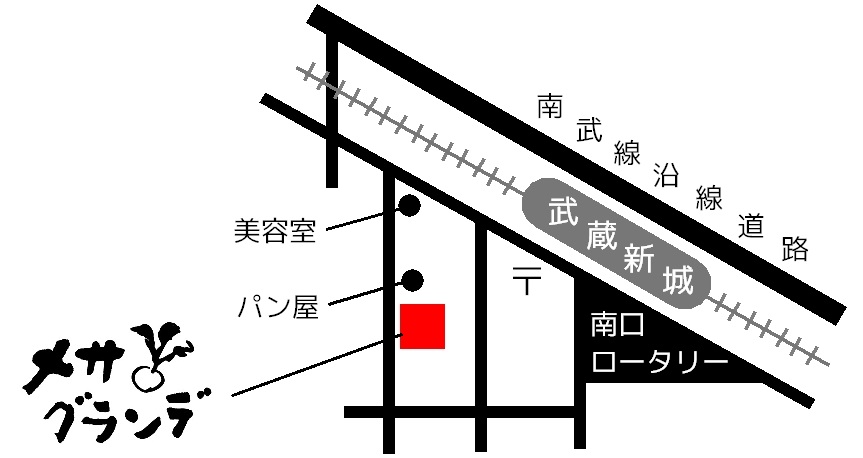 南武線沿線道路
武蔵新城
美容室
〒
パン屋
南口
ロータリー
メサ
グランデ